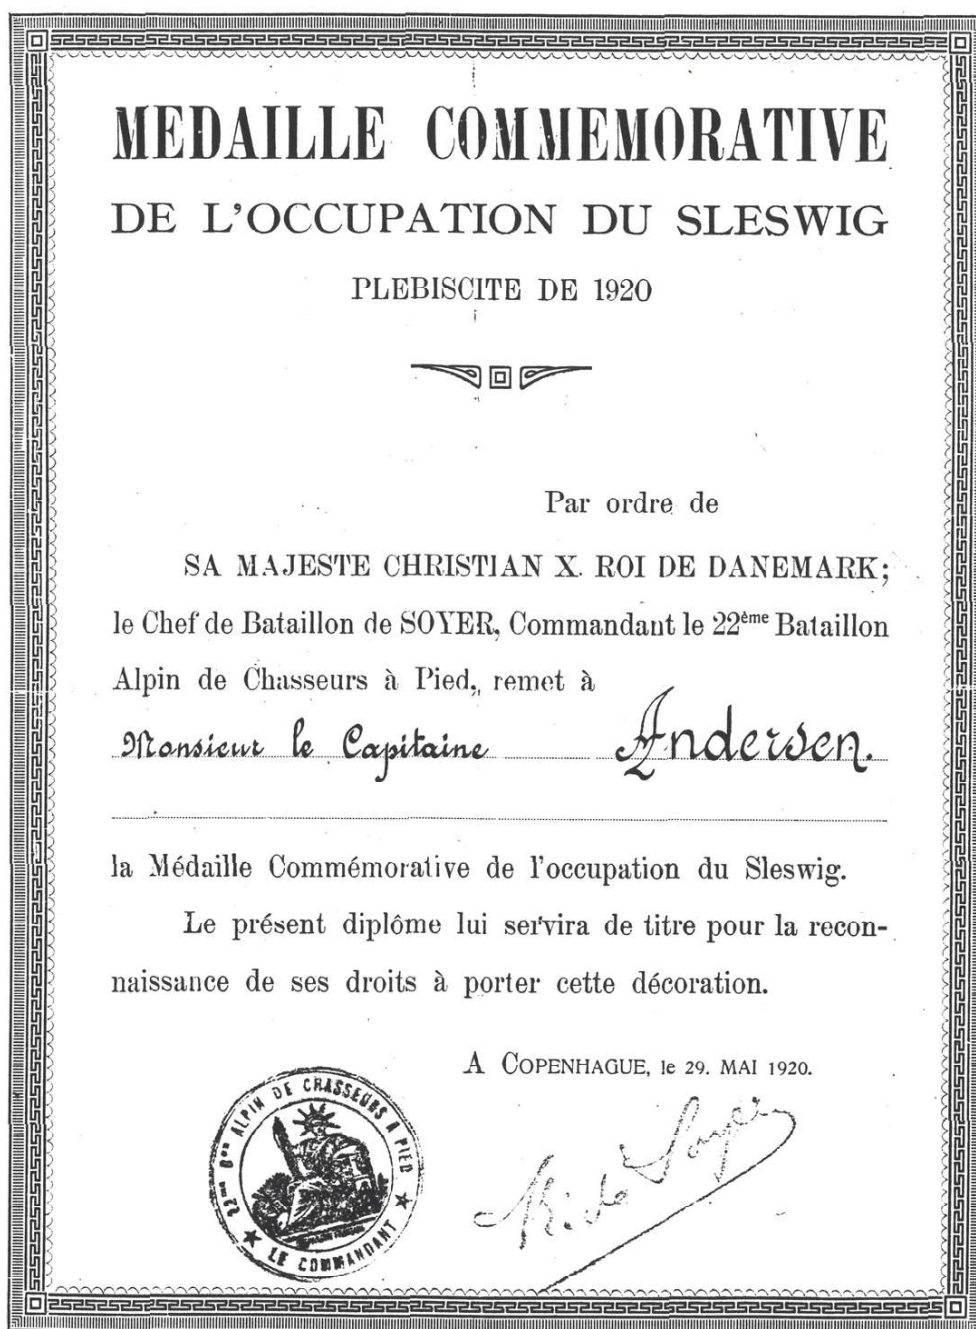 MEDAILLE COMMEMORATIVE
DE L'OCCUPATION DU SLESWIG
PLEBISCITE DE 1920
Par ordre de
SA MAJESTE CHRISTIAN X. ROI DE DANEMARK;
le Chef de Bataillon de SOYER, Commandant le 22ème Bataillon
Alpin de Chasseurs à Pied, remet à
Monsieur le Capitaine Andersen.
la Médaille Commémorative de l'occupation du Sleswig.
Le présent diplôme lui servira de titre pour la recon-
naissance de ses droits à porter cette décoration.
A COPENHAGUE, le 29. MAI 1920.
22me Bon ALPIN DE CHASSEURS A PIED
LE COMMANDANT
de Soyer